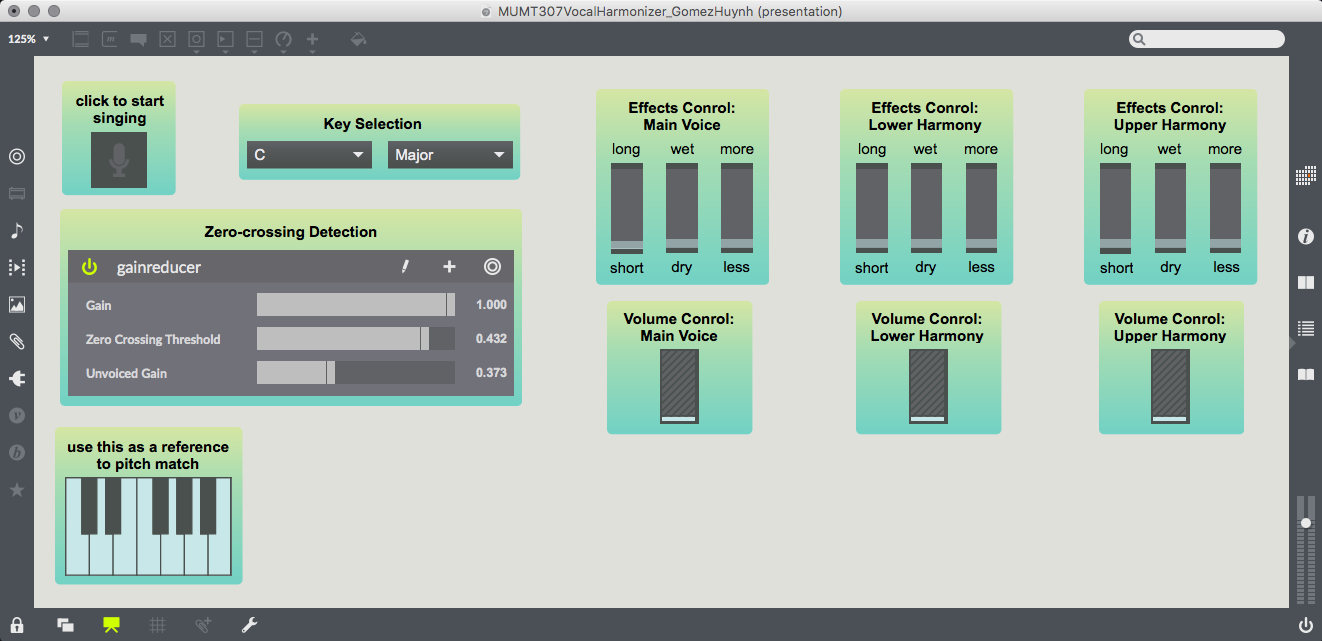 MUMT307VocalHarmonizer_GomezHuynh (presentation)
125%
click to start
singing
Key Selection
C
Major
Zero-crossing Detection
gainreducer
Gain
1.000
Zero Crossing Threshold
0.432
Unvoiced Gain
0.373
use this as a reference
to pitch match
Effects Conrol:
Main Voice
long wet more
short dry less
Effects Conrol:
Lower Harmony
long wet more
short dry less
Effects Conrol:
Upper Harmony
long wet more
short dry less
Volume Conrol:
Main Voice
Volume Conrol:
Lower Harmony
Volume Conrol:
Upper Harmony